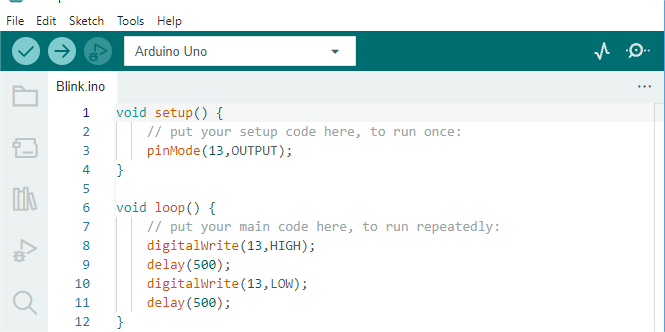 File Edit Sketch Tools Help
Arduino Uno
Blink.ino
1 void setup() {
2 // put your setup code here, to run once:
3 pinMode(13,OUTPUT);
4 }
5
6 void loop() {
7 // put your main code here, to run repeatedly:
8 digitalWrite(13,HIGH);
9 delay(500);
10 digitalWrite(13,LOW);
11 delay(500);
12 }